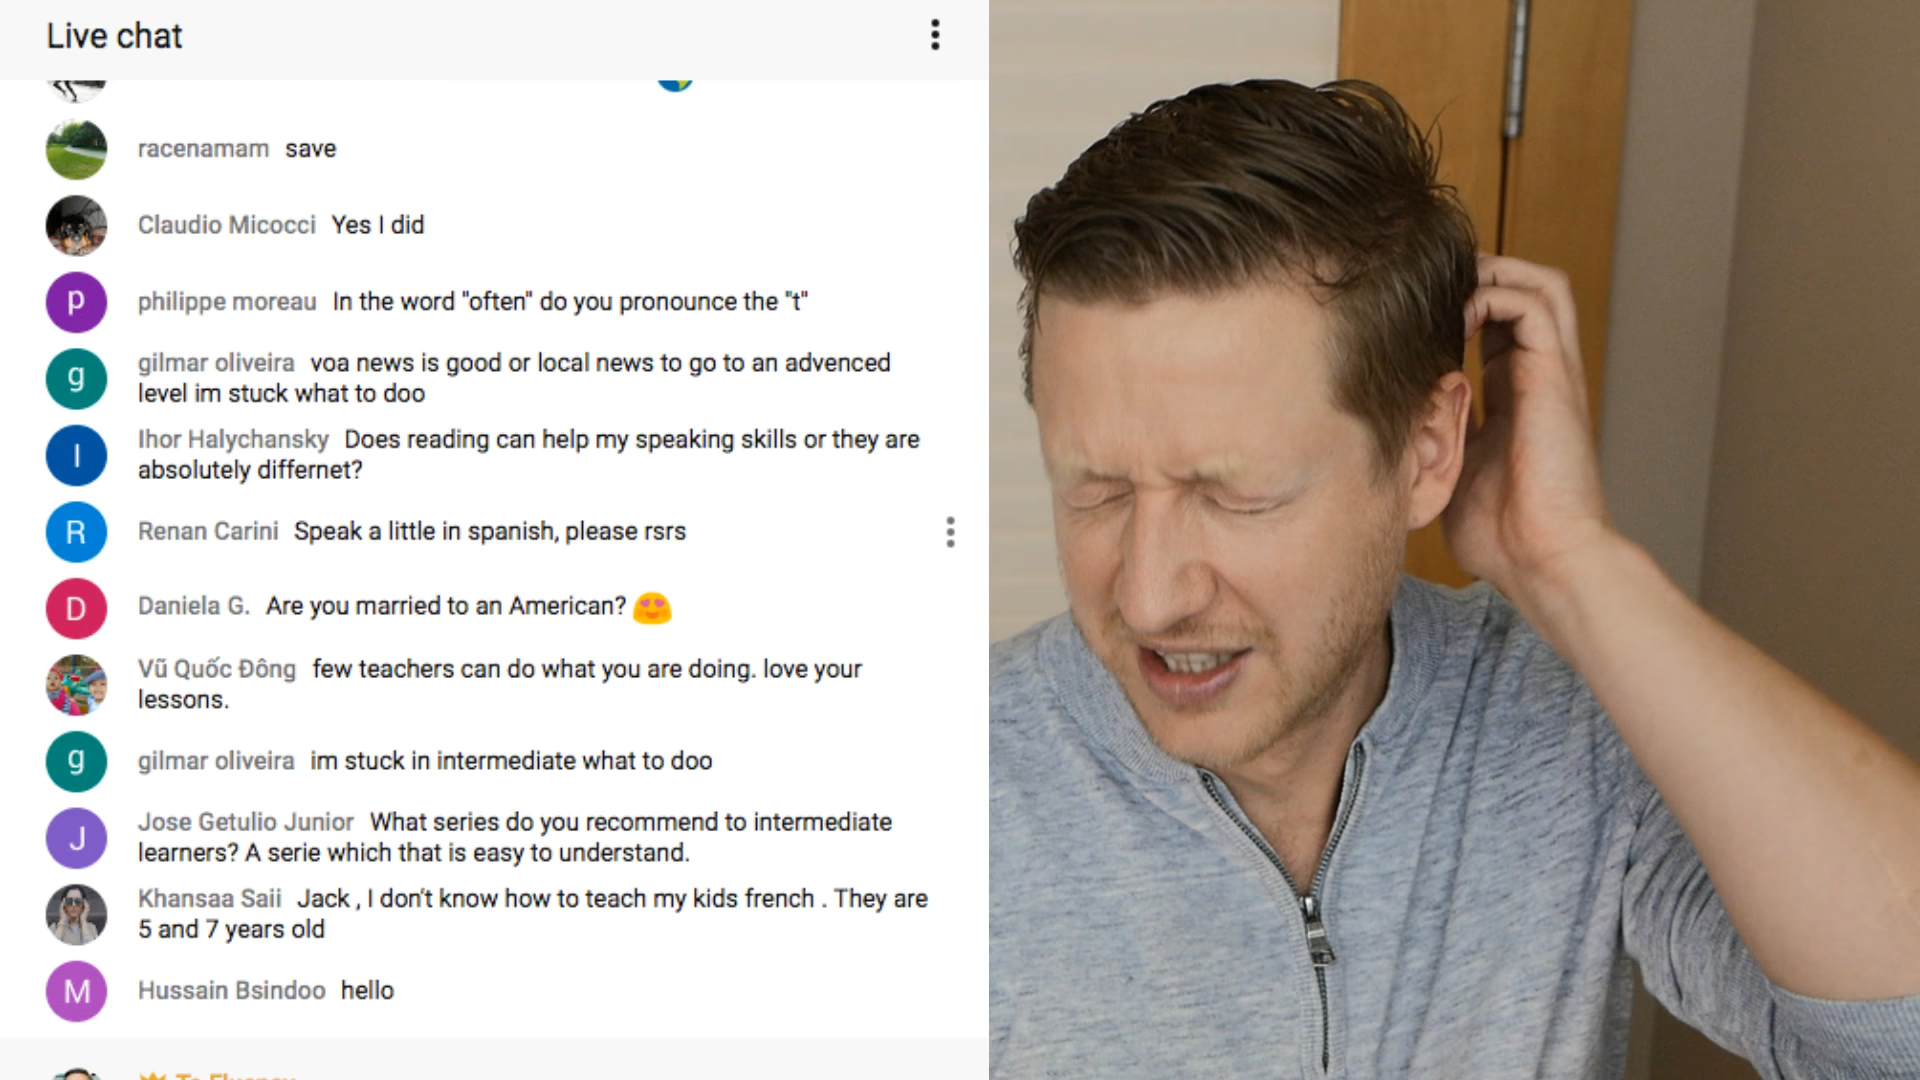 Live chat
racenamam save
Claudio Micocci Yes I did
p
philippe moreau In the word "often" do you pronounce the "t"
g
gilmar oliveira voa news is good or local news to go to an advenced
level im stuck what to doo
I
Ihor Halychansky Does reading can help my speaking skills or they are
absolutely differnet?
R
Renan Carini Speak a little in spanish, please rsrs
D
Daniela G. Are you married to an American? 😍
Vũ Quốc Đông few teachers can do what you are doing. love your
lessons.
g
gilmar oliveira im stuck in intermediate what to doo
J
Jose Getulio Junior What series do you recommend to intermediate
learners? A serie which that is easy to understand.
Khansaa Saii Jack , I don't know how to teach my kids french . They are
5 and 7 years old
M
Hussain Bsindoo hello
To Fluency